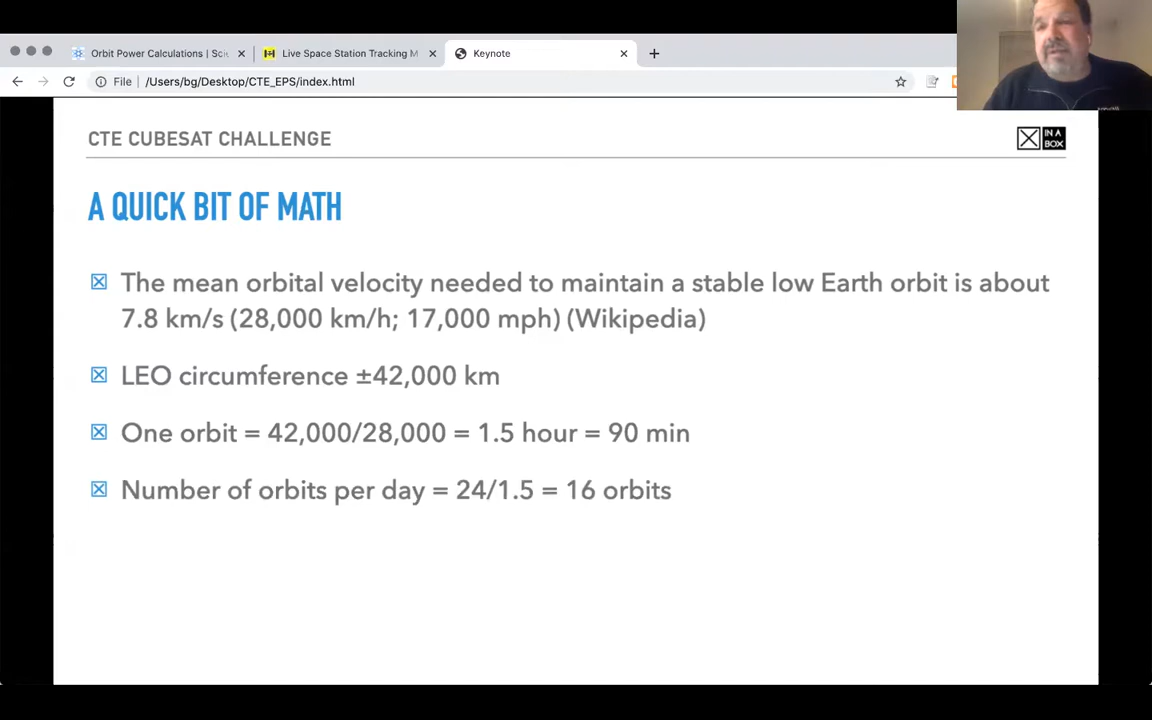 Orbit Power Calculations | Sci
Live Space Station Tracking M
Keynote
File
/Users/bg/Desktop/CTE_EPS/index.html
CTE CUBESAT CHALLENGE
IN A
BOX
A QUICK BIT OF MATH
The mean orbital velocity needed to maintain a stable low Earth orbit is about
7.8 km/s (28,000 km/h; 17,000 mph) (Wikipedia)
LEO circumference ±42,000 km
One orbit = 42,000/28,000 = 1.5 hour = 90 min
Number of orbits per day = 24/1.5 = 16 orbits